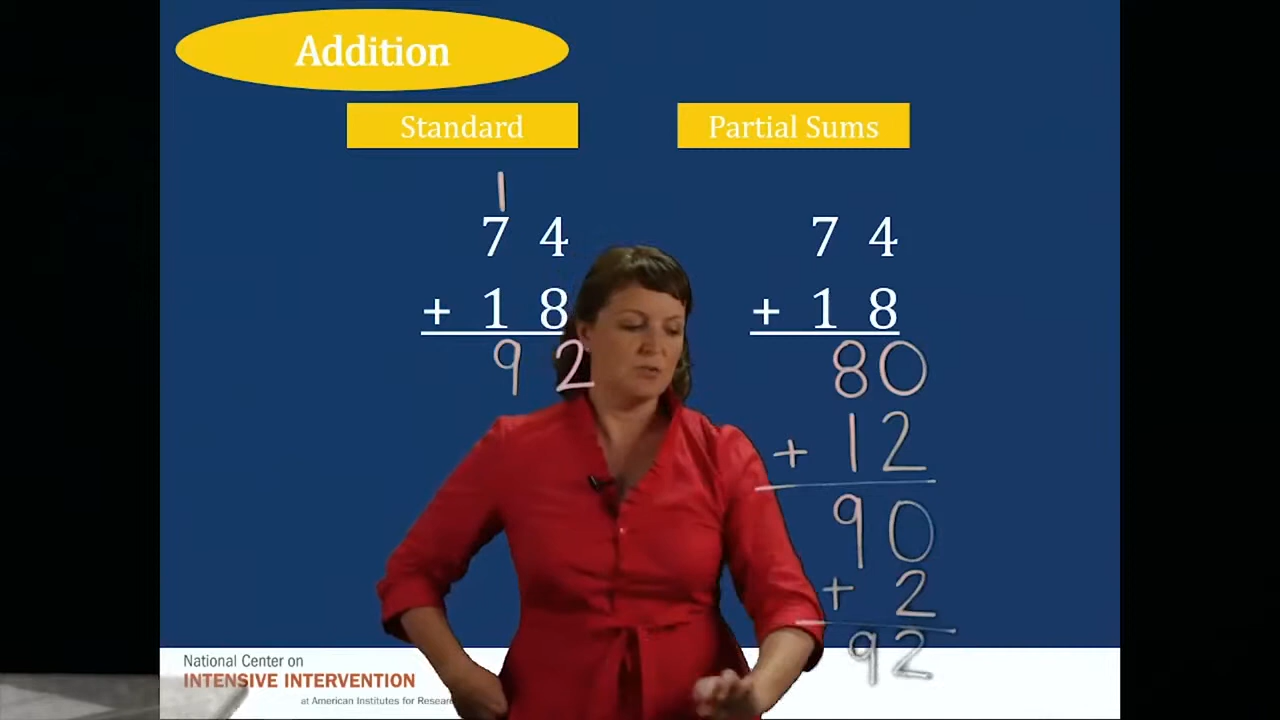 Addition
Standard
1
7 4
+ 1 8
9 2
Partial Sums
7 4
+ 1 8
80
+ 12
90
+ 2
92
National Center on
INTENSIVE INTERVENTION
at American Institutes for